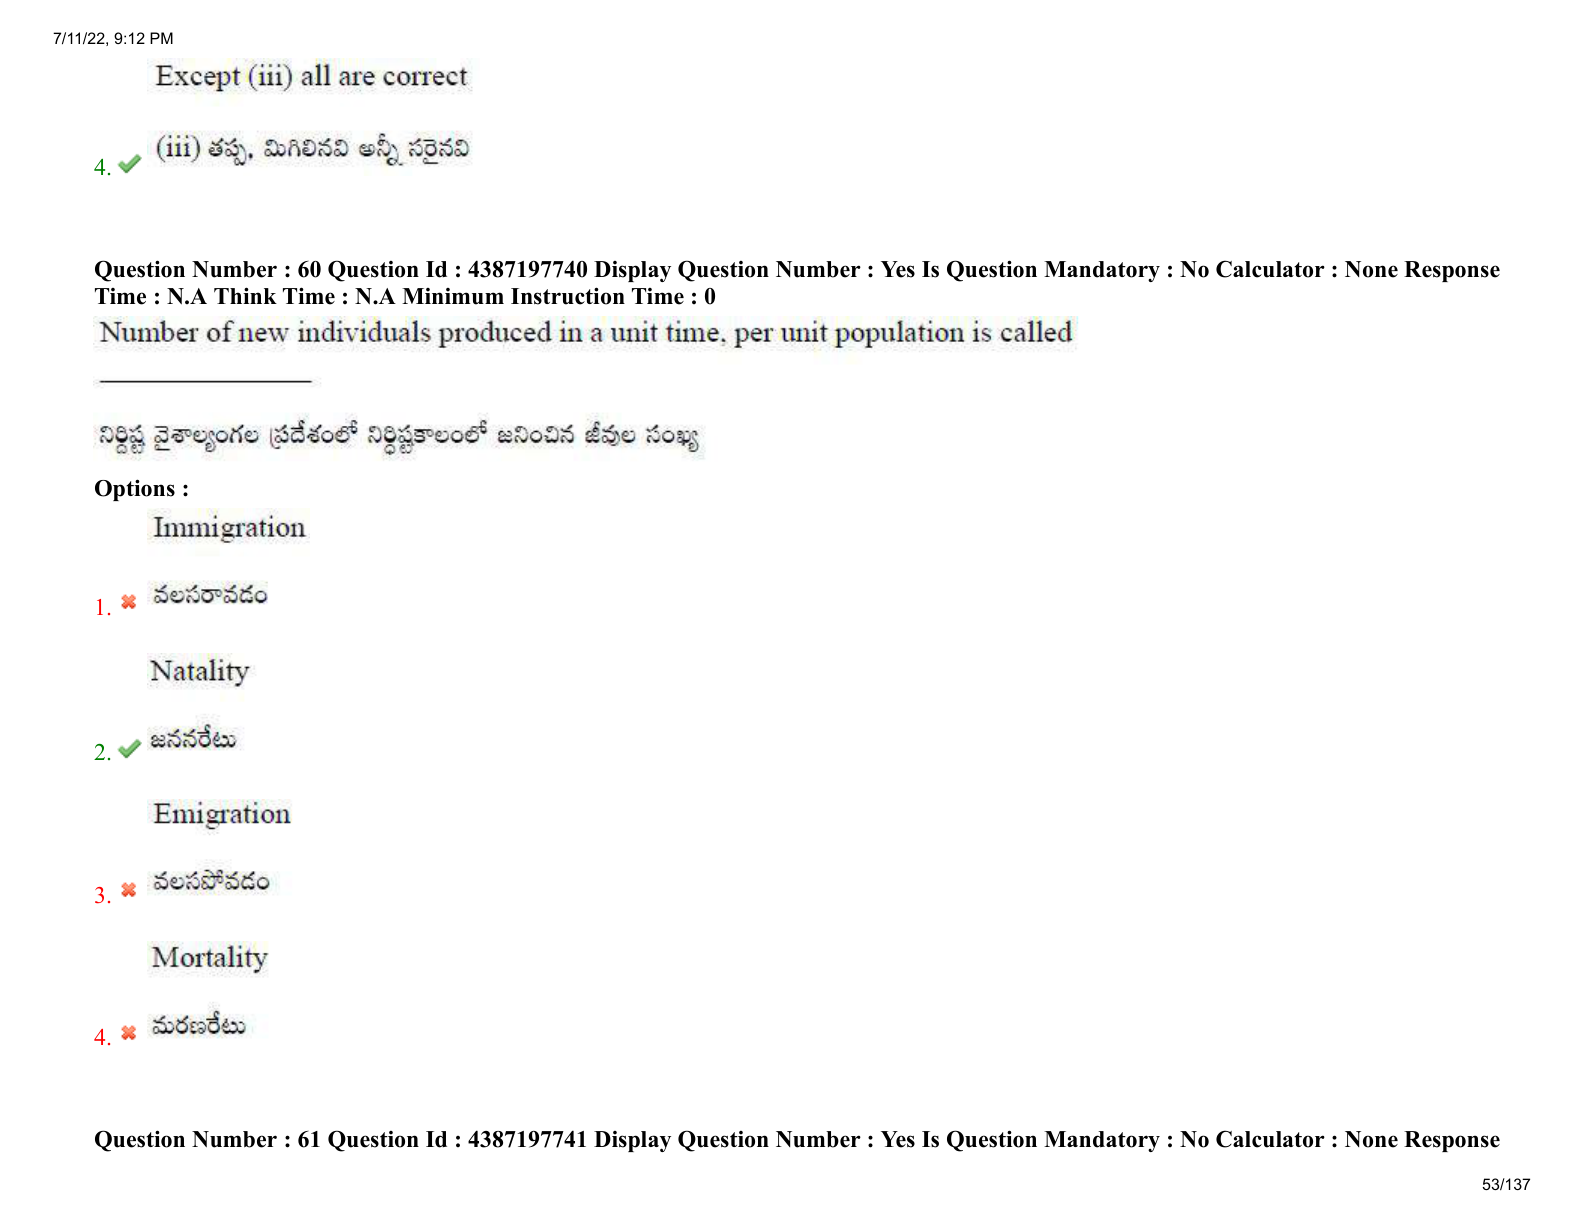 7/11/22, 9:12 PM
Except (iii) all are correct
(iii) తప్ప, మిగిలినవి అన్నీ సరైనవి
4.
Question Number : 60 Question Id : 4387197740 Display Question Number : Yes Is Question Mandatory : No Calculator : None Response
Time : N.A Think Time : N.A Minimum Instruction Time : 0
Number of new individuals produced in a unit time, per unit population is called
______________
నిర్దిష్ట వైశాల్యంగల ప్రదేశంలో నిర్ధిష్టకాలంలో జనించిన జీవుల సంఖ్య
Options :
Immigration
వలసరావడం
1.
Natality
జననరేటు
2.
Emigration
వలసపోవడం
3.
Mortality
మరణరేటు
4.
Question Number : 61 Question Id : 4387197741 Display Question Number : Yes Is Question Mandatory : No Calculator : None Response
53/137